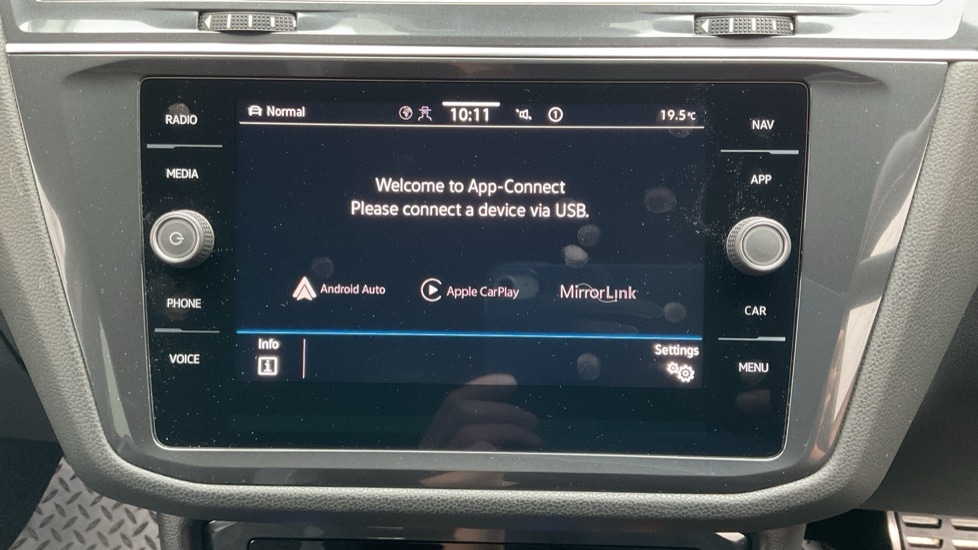 Normal 10:11 1 19.5°C
RADIO
MEDIA
PHONE
VOICE
NAV
APP
CAR
MENU
Welcome to App-Connect
Please connect a device via USB.
Android Auto Apple CarPlay MirrorLink
Info Settings
i